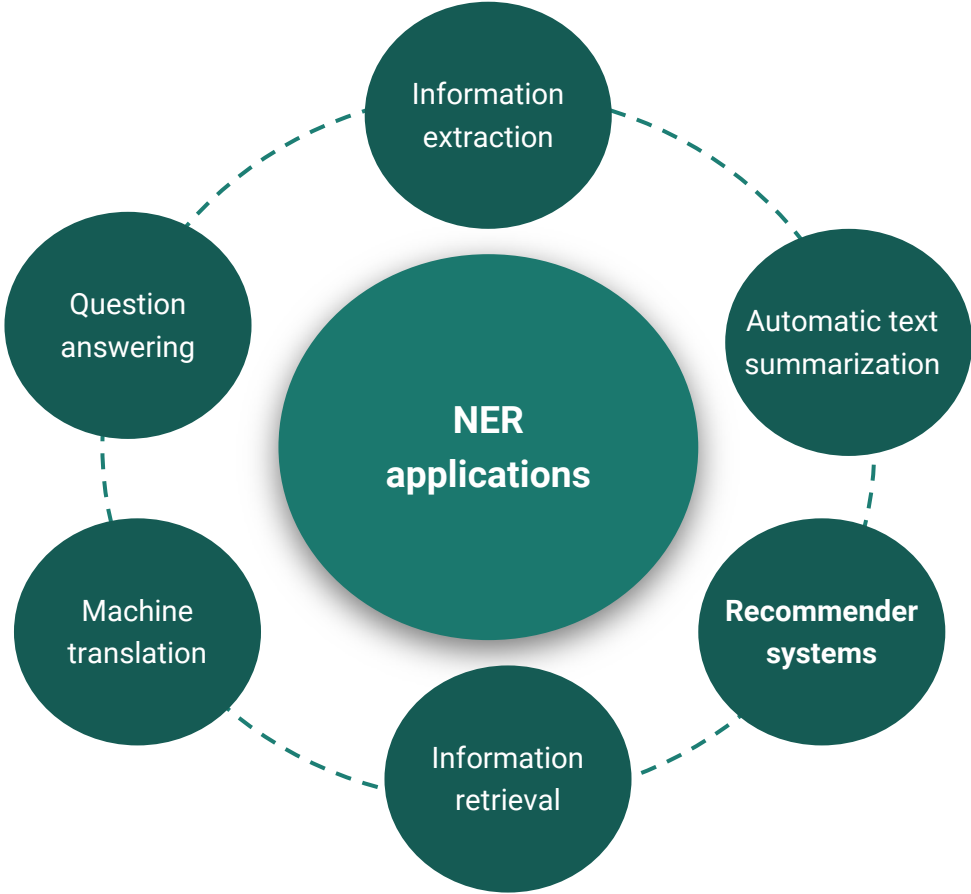 Information
extraction
Question
answering
Automatic text
summarization
NER
applications
Machine
translation
Recommender
systems
Information
retrieval